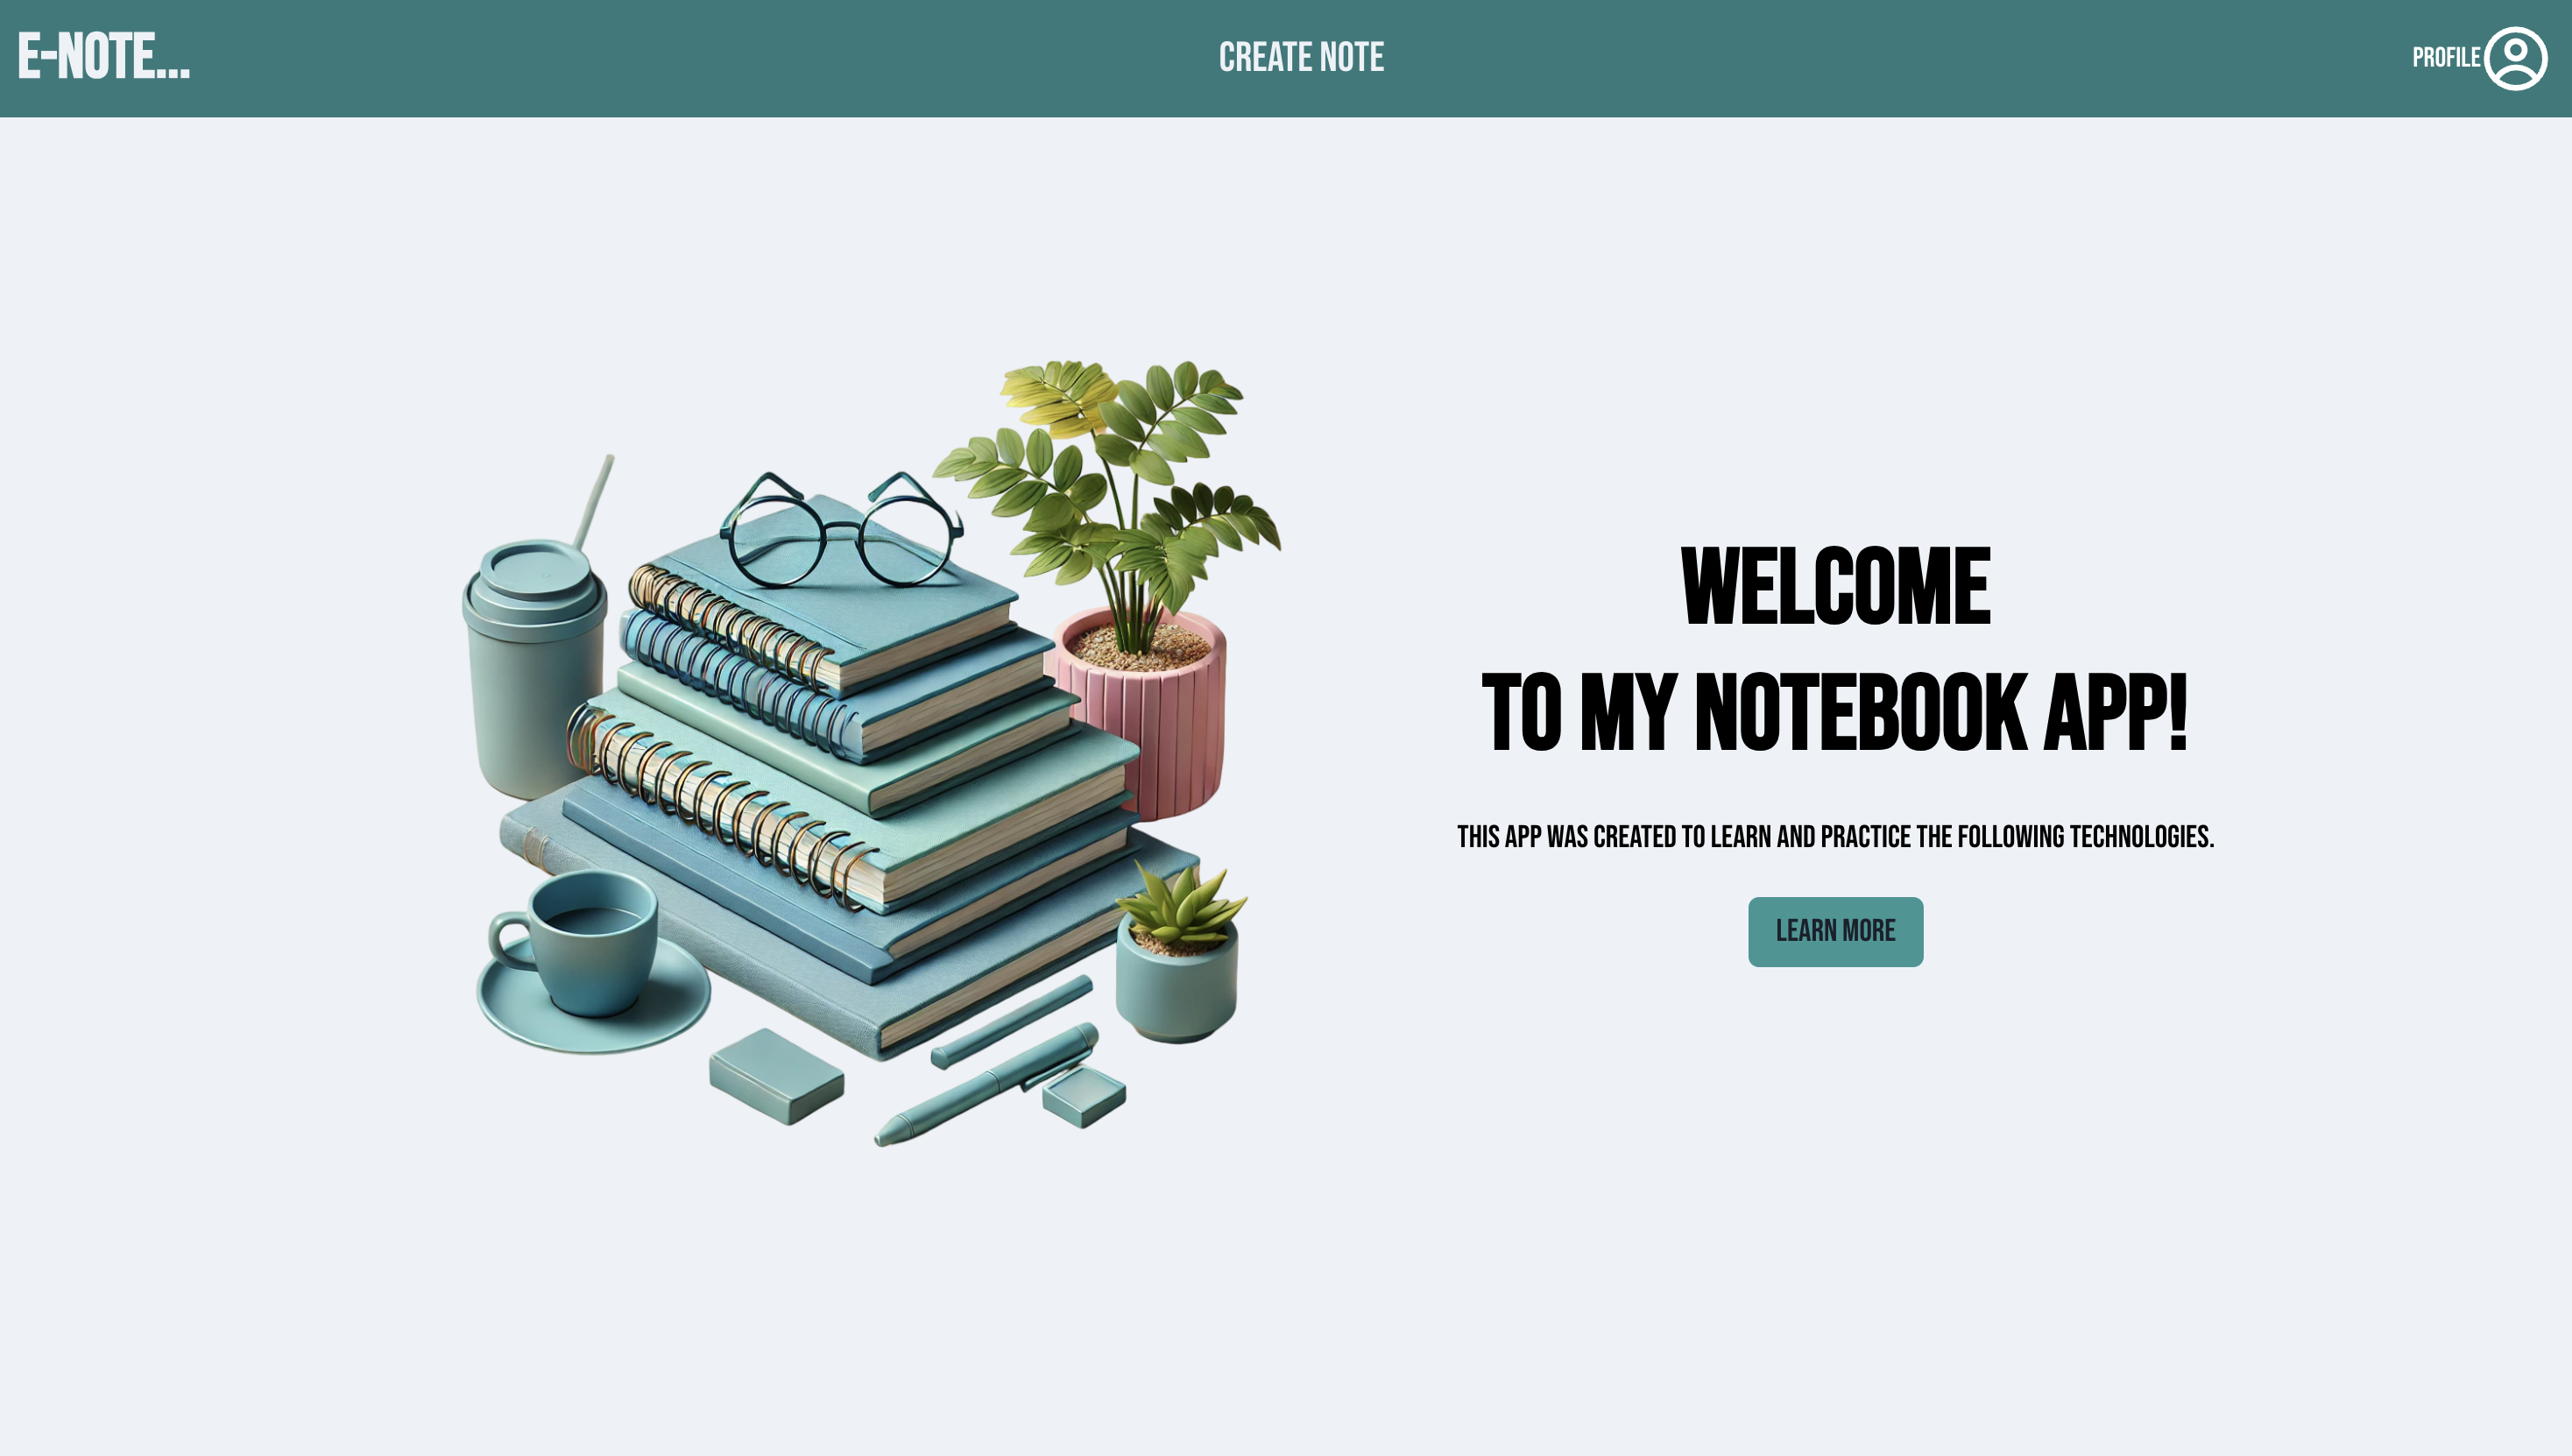 E-NOTE...
CREATE NOTE
PROFILE
WELCOME
TO MY NOTEBOOK APP!
THIS APP WAS CREATED TO LEARN AND PRACTICE THE FOLLOWING TECHNOLOGIES.
LEARN MORE